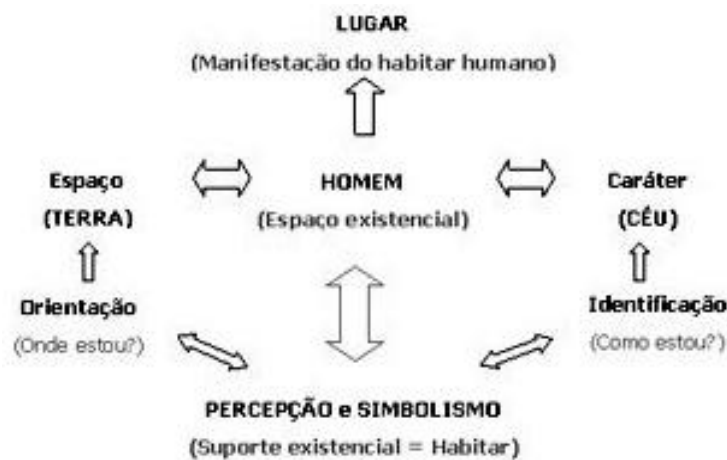 LUGAR
(Manifestação do habitar humano)
Espaço
(TERRA)
HOMEM
(Espaço existencial)
Caráter
(CÉU)
Orientação
(Onde estou?)
Identificação
(Como estou?)
PERCEPÇÃO e SIMBOLISMO
(Suporte existencial = Habitar)